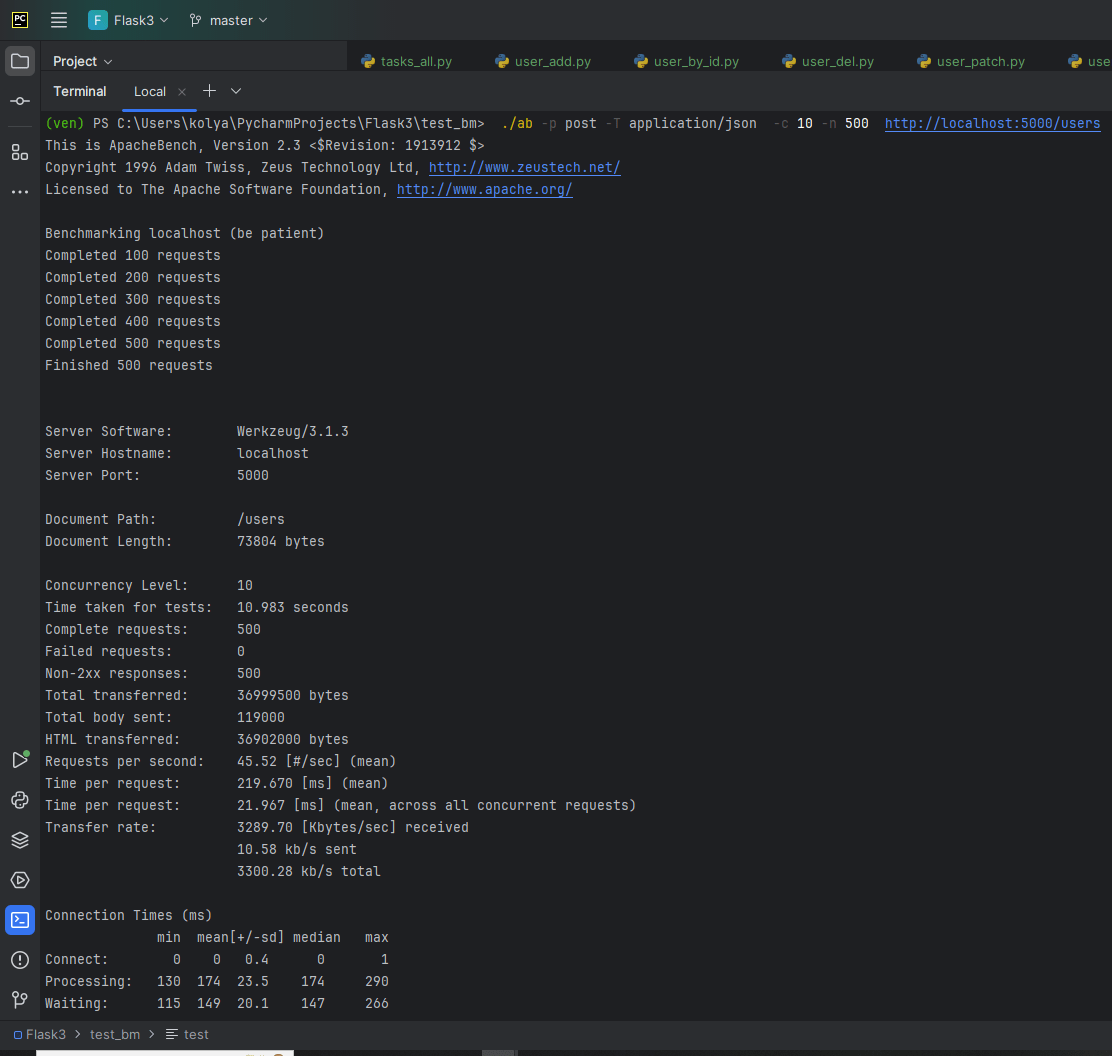 PC F Flask3 master
Project tasks_all.py user_add.py user_by_id.py user_del.py user_patch.py use
Terminal Local
(ven) PS C:\Users\kolya\PycharmProjects\Flask3\test_bm> ./ab -p post -T application/json -c 10 -n 500 http://localhost:5000/users
This is ApacheBench, Version 2.3 <$Revision: 1913912 $>
Copyright 1996 Adam Twiss, Zeus Technology Ltd, http://www.zeustech.net/
Licensed to The Apache Software Foundation, http://www.apache.org/
Benchmarking localhost (be patient)
Completed 100 requests
Completed 200 requests
Completed 300 requests
Completed 400 requests
Completed 500 requests
Finished 500 requests
Server Software: Werkzeug/3.1.3
Server Hostname: localhost
Server Port: 5000
Document Path: /users
Document Length: 73804 bytes
Concurrency Level: 10
Time taken for tests: 10.983 seconds
Complete requests: 500
Failed requests: 0
Non-2xx responses: 500
Total transferred: 36999500 bytes
Total body sent: 119000
HTML transferred: 36902000 bytes
Requests per second: 45.52 [#/sec] (mean)
Time per request: 219.670 [ms] (mean)
Time per request: 21.967 [ms] (mean, across all concurrent requests)
Transfer rate: 3289.70 [Kbytes/sec] received
10.58 kb/s sent
3300.28 kb/s total
Connection Times (ms)
min mean[+/-sd] median max
Connect: 0 0 0.4 0 1
Processing: 130 174 23.5 174 290
Waiting: 115 149 20.1 147 266
Flask3 > test_bm > test